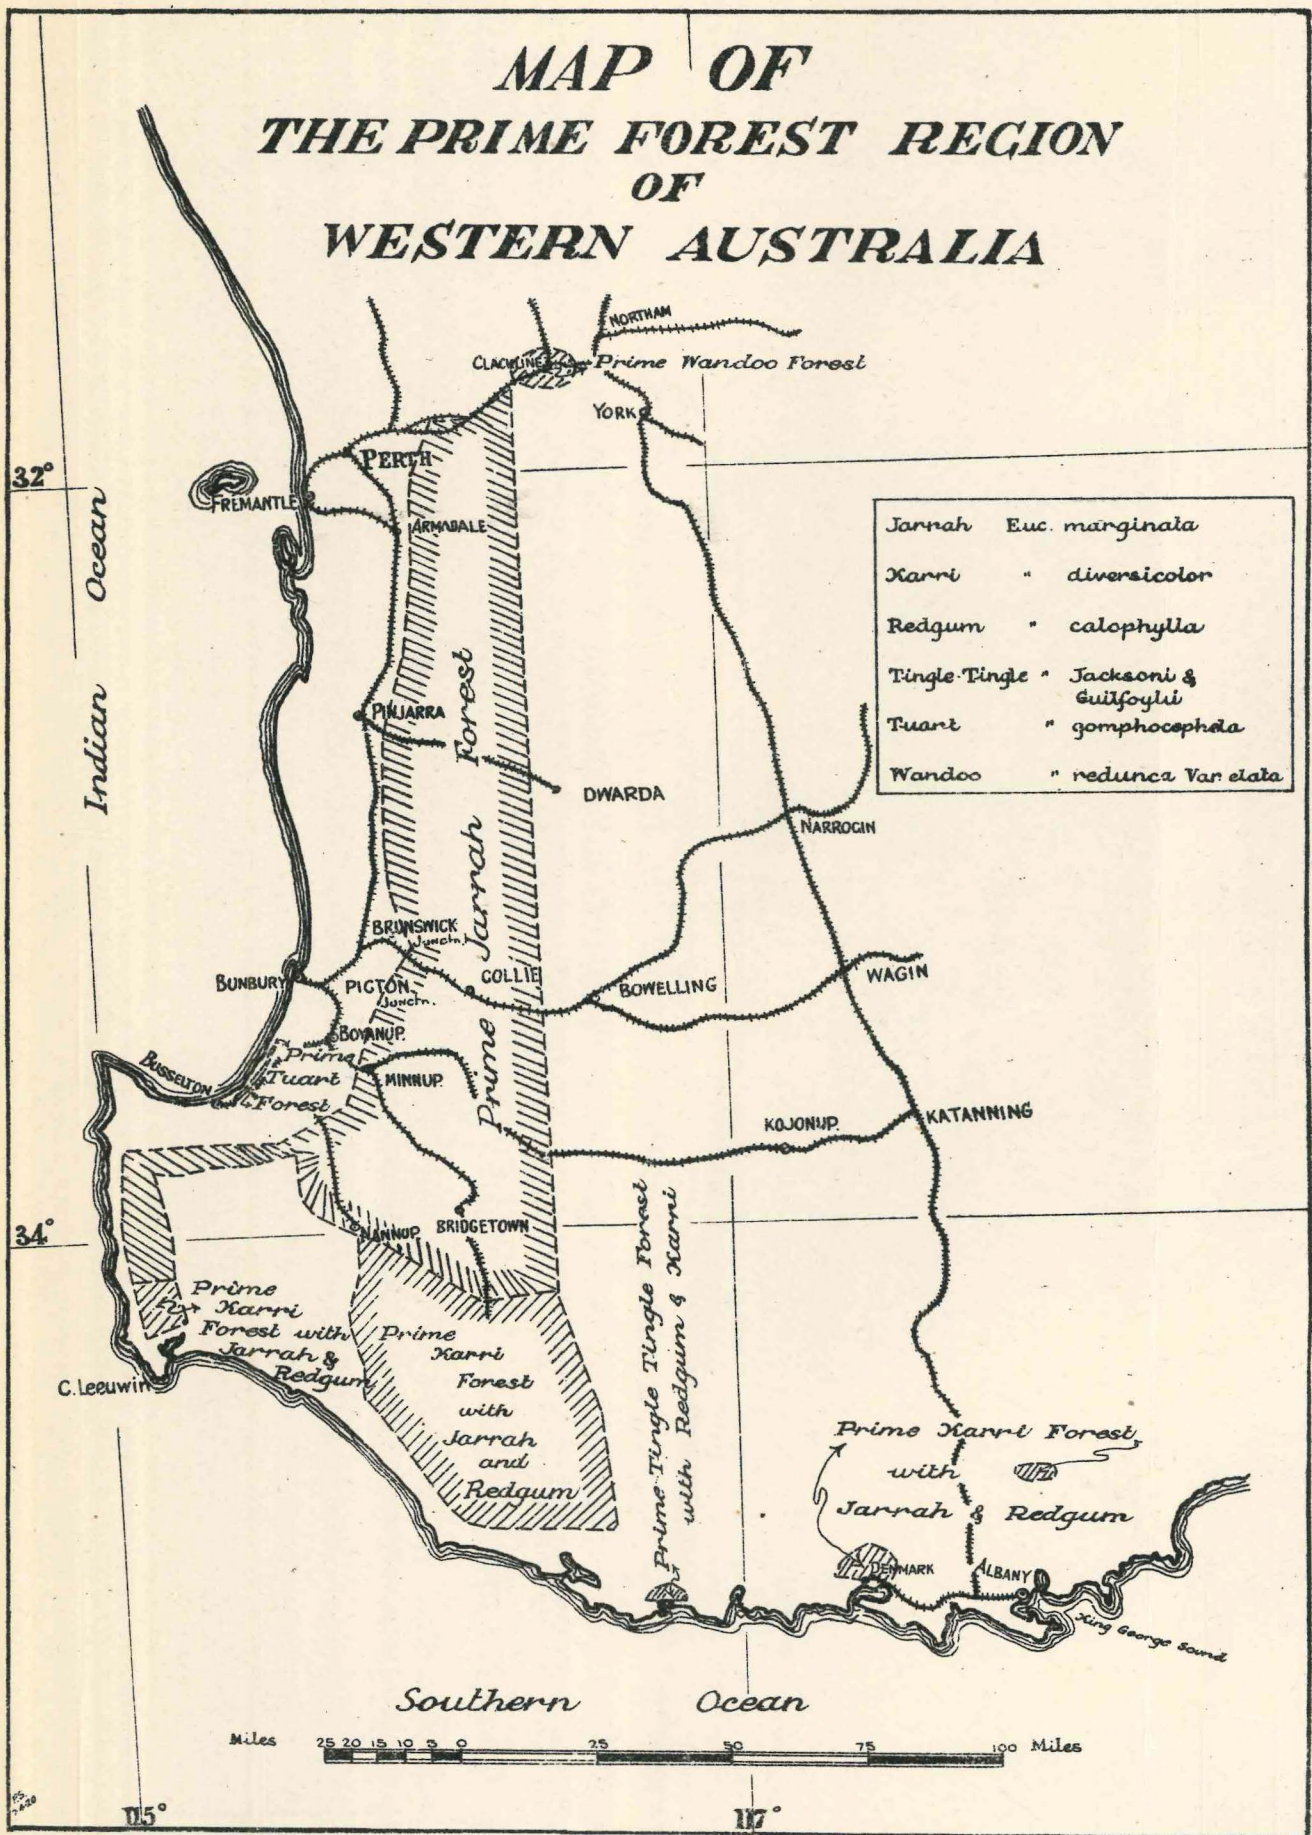 MAP OF
THE PRIME FOREST REGION
OF
WESTERN AUSTRALIA
NORTHAM
CLACKLINE
Prime Wandoo Forest
YORK
PERTH
32°
FREMANTLE
ARMADALE
Indian Ocean
Jarrah Euc. marginata
Karri " diversicolor
Redgum " calophylla
Tingle-Tingle " Jacksoni &
Guilfoylii
Tuart " gomphocephala
Wandoo " redunca Var elata
PINJARRA
Prime Jarrah Forest
DWARDA
NARROGIN
BRUNSWICK
Junctn.
BUNBURY
PICTON
Junctn.
COLLIE
BOWELLING
WAGIN
BOYANUP
Prime
Tuart
Forest
BUSSELTON
MINNUP
KOJONUP.
KATANNING
34°
NANNUP
BRIDGETOWN
Prime Tingle Tingle Forest
with Redgum & Karri
Prime
Karri
Forest with
Jarrah &
Redgum
C. Leeuwin
Prime
Karri
Forest
with
Jarrah
and
Redgum
Prime Karri Forest
with
Jarrah & Redgum
DENMARK
ALBANY
King George Sound
Southern Ocean
Miles 25 20 15 10 5 0 25 50 75 100 Miles
115°
117°